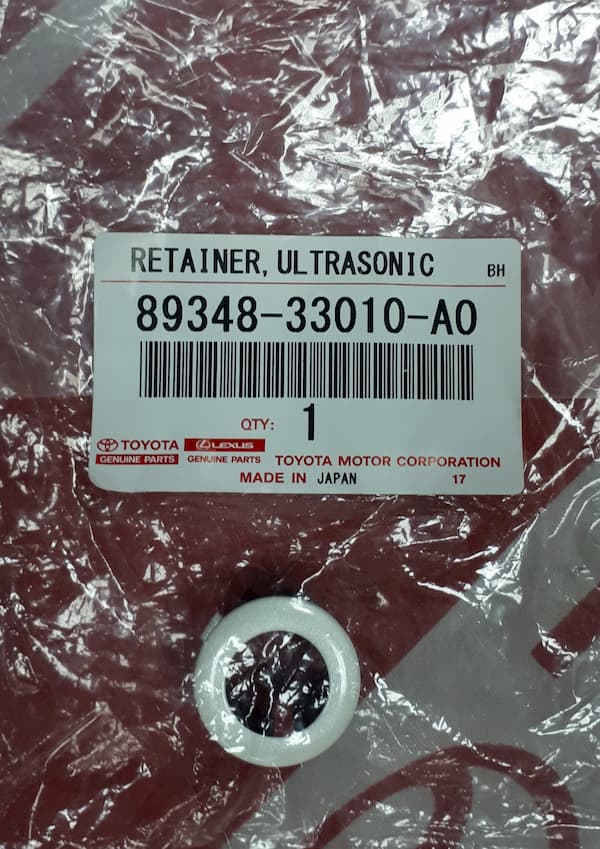 RETAINER, ULTRASONIC BH
89348-33010-A0
QTY: 1
TOYOTA LEXUS
GENUINE PARTS GENUINE PARTS TOYOTA MOTOR CORPORATION
MADE IN JAPAN 17